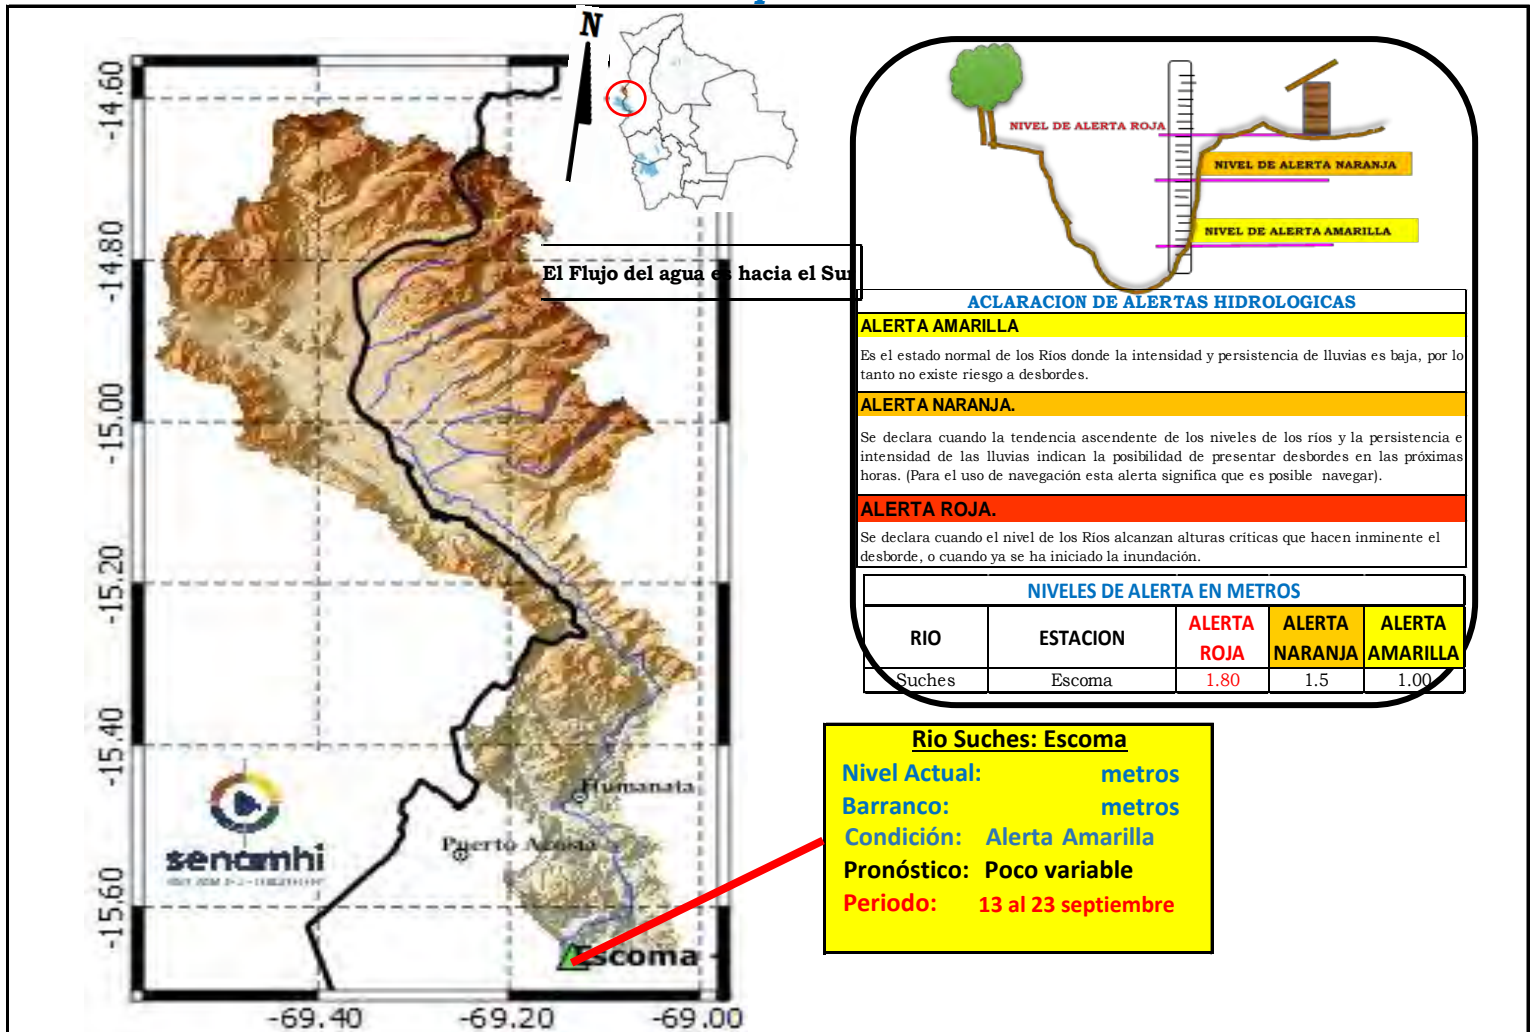 N
-14.60
-14.80
-15.00
-15.20
-15.40
-15.60
-69.40
-69.20
-69.00
El Flujo del agua es hacia el Sur
Humanata
Puerto Acosta
Escoma
senamhi
NIVEL DE ALERTA ROJA
NIVEL DE ALERTA NARANJA
NIVEL DE ALERTA AMARILLA
ACLARACION DE ALERTAS HIDROLOGICAS
ALERTA AMARILLA
Es el estado normal de los Ríos donde la intensidad y persistencia de lluvias es baja, por lo
tanto no existe riesgo a desbordes.
ALERTA NARANJA.
Se declara cuando la tendencia ascendente de los niveles de los ríos y la persistencia e
intensidad de las lluvias indican la posibilidad de presentar desbordes en las próximas
horas. (Para el uso de navegación esta alerta significa que es posible navegar).
ALERTA ROJA.
Se declara cuando el nivel de los Ríos alcanzan alturas críticas que hacen inminente el
desborde, o cuando ya se ha iniciado la inundación.
NIVELES DE ALERTA EN METROS
RIO ESTACION ALERTA ROJA ALERTA NARANJA ALERTA AMARILLA
Suches Escoma 1.80 1.5 1.00
Rio Suches: Escoma
Nivel Actual: metros
Barranco: metros
Condición: Alerta Amarilla
Pronóstico: Poco variable
Periodo: 13 al 23 septiembre